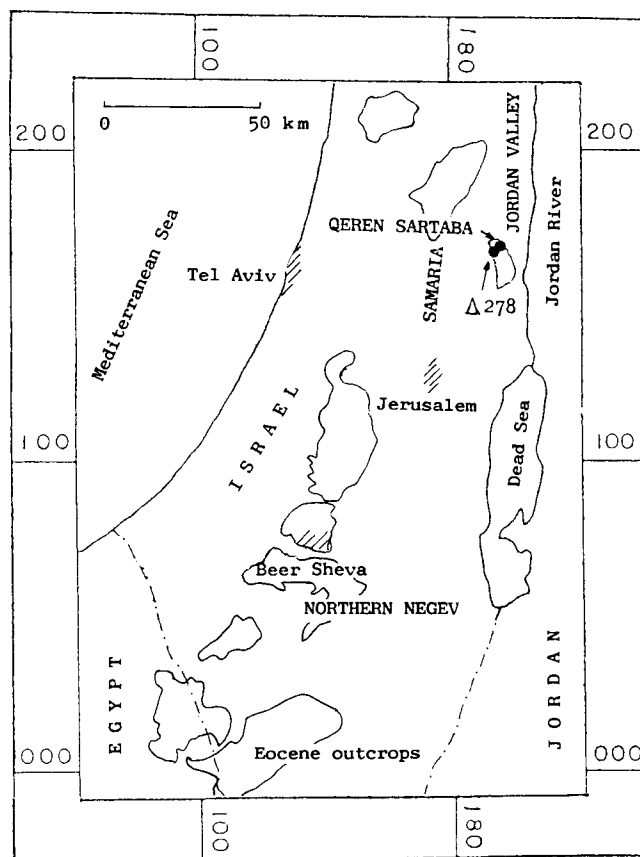 100
180
0
50 km
200
200
JORDAN VALLEY
QEREN SARTABA
Mediterranean Sea
Tel Aviv
SAMARIA
Jordan River
Δ278
Jerusalem
ISRAEL
100
100
Dead Sea
Beer Sheva
NORTHERN NEGEV
EGYPT
JORDAN
Eocene outcrops
000
000
100
180